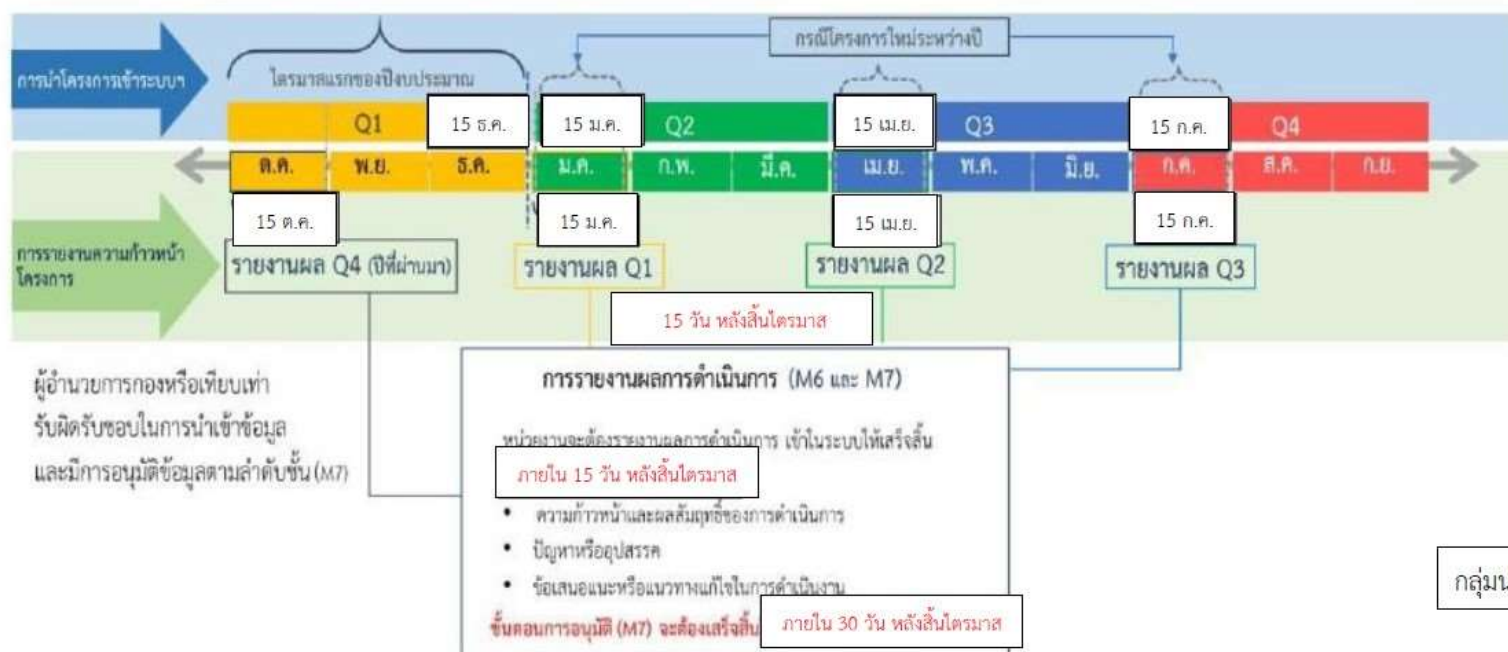 กรณีโครงการใหม่ระหว่างปี
การนำโครงการเข้าระบบฯ
ไตรมาสแรกของปีงบประมาณ
Q1 15 ธ.ค. 15 ม.ค. Q2 15 เม.ย. Q3 15 ก.ค. Q4
ต.ค. พ.ย. ธ.ค. ม.ค. ก.พ. มี.ค. เม.ย. พ.ค. มิ.ย. ก.ค. ส.ค. ก.ย.
15 ต.ค. 15 ม.ค. 15 เม.ย. 15 ก.ค.
การรายงานความก้าวหน้า
โครงการ
รายงานผล Q4 (ปีที่ผ่านมา) รายงานผล Q1 รายงานผล Q2 รายงานผล Q3
15 วัน หลังสิ้นไตรมาส
ผู้อำนวยการกองหรือเทียบเท่า
รับผิดรับชอบในการนำเข้าข้อมูล
และมีการอนุมัติข้อมูลตามลำดับชั้น (M7)
การรายงานผลการดำเนินการ (M6 และ M7)
หน่วยงานจะต้องรายงานผลการดำเนินการ เข้าในระบบให้เสร็จสิ้น
ภายใน 15 วัน หลังสิ้นไตรมาส
• ความก้าวหน้าและผลสัมฤทธิ์ของการดำเนินการ
• ปัญหาหรืออุปสรรค
• ข้อเสนอแนะหรือแนวทางแก้ไขในการดำเนินงาน
ขั้นตอนการอนุมัติ (M7) จะต้องเสร็จสิ้น ภายใน 30 วัน หลังสิ้นไตรมาส